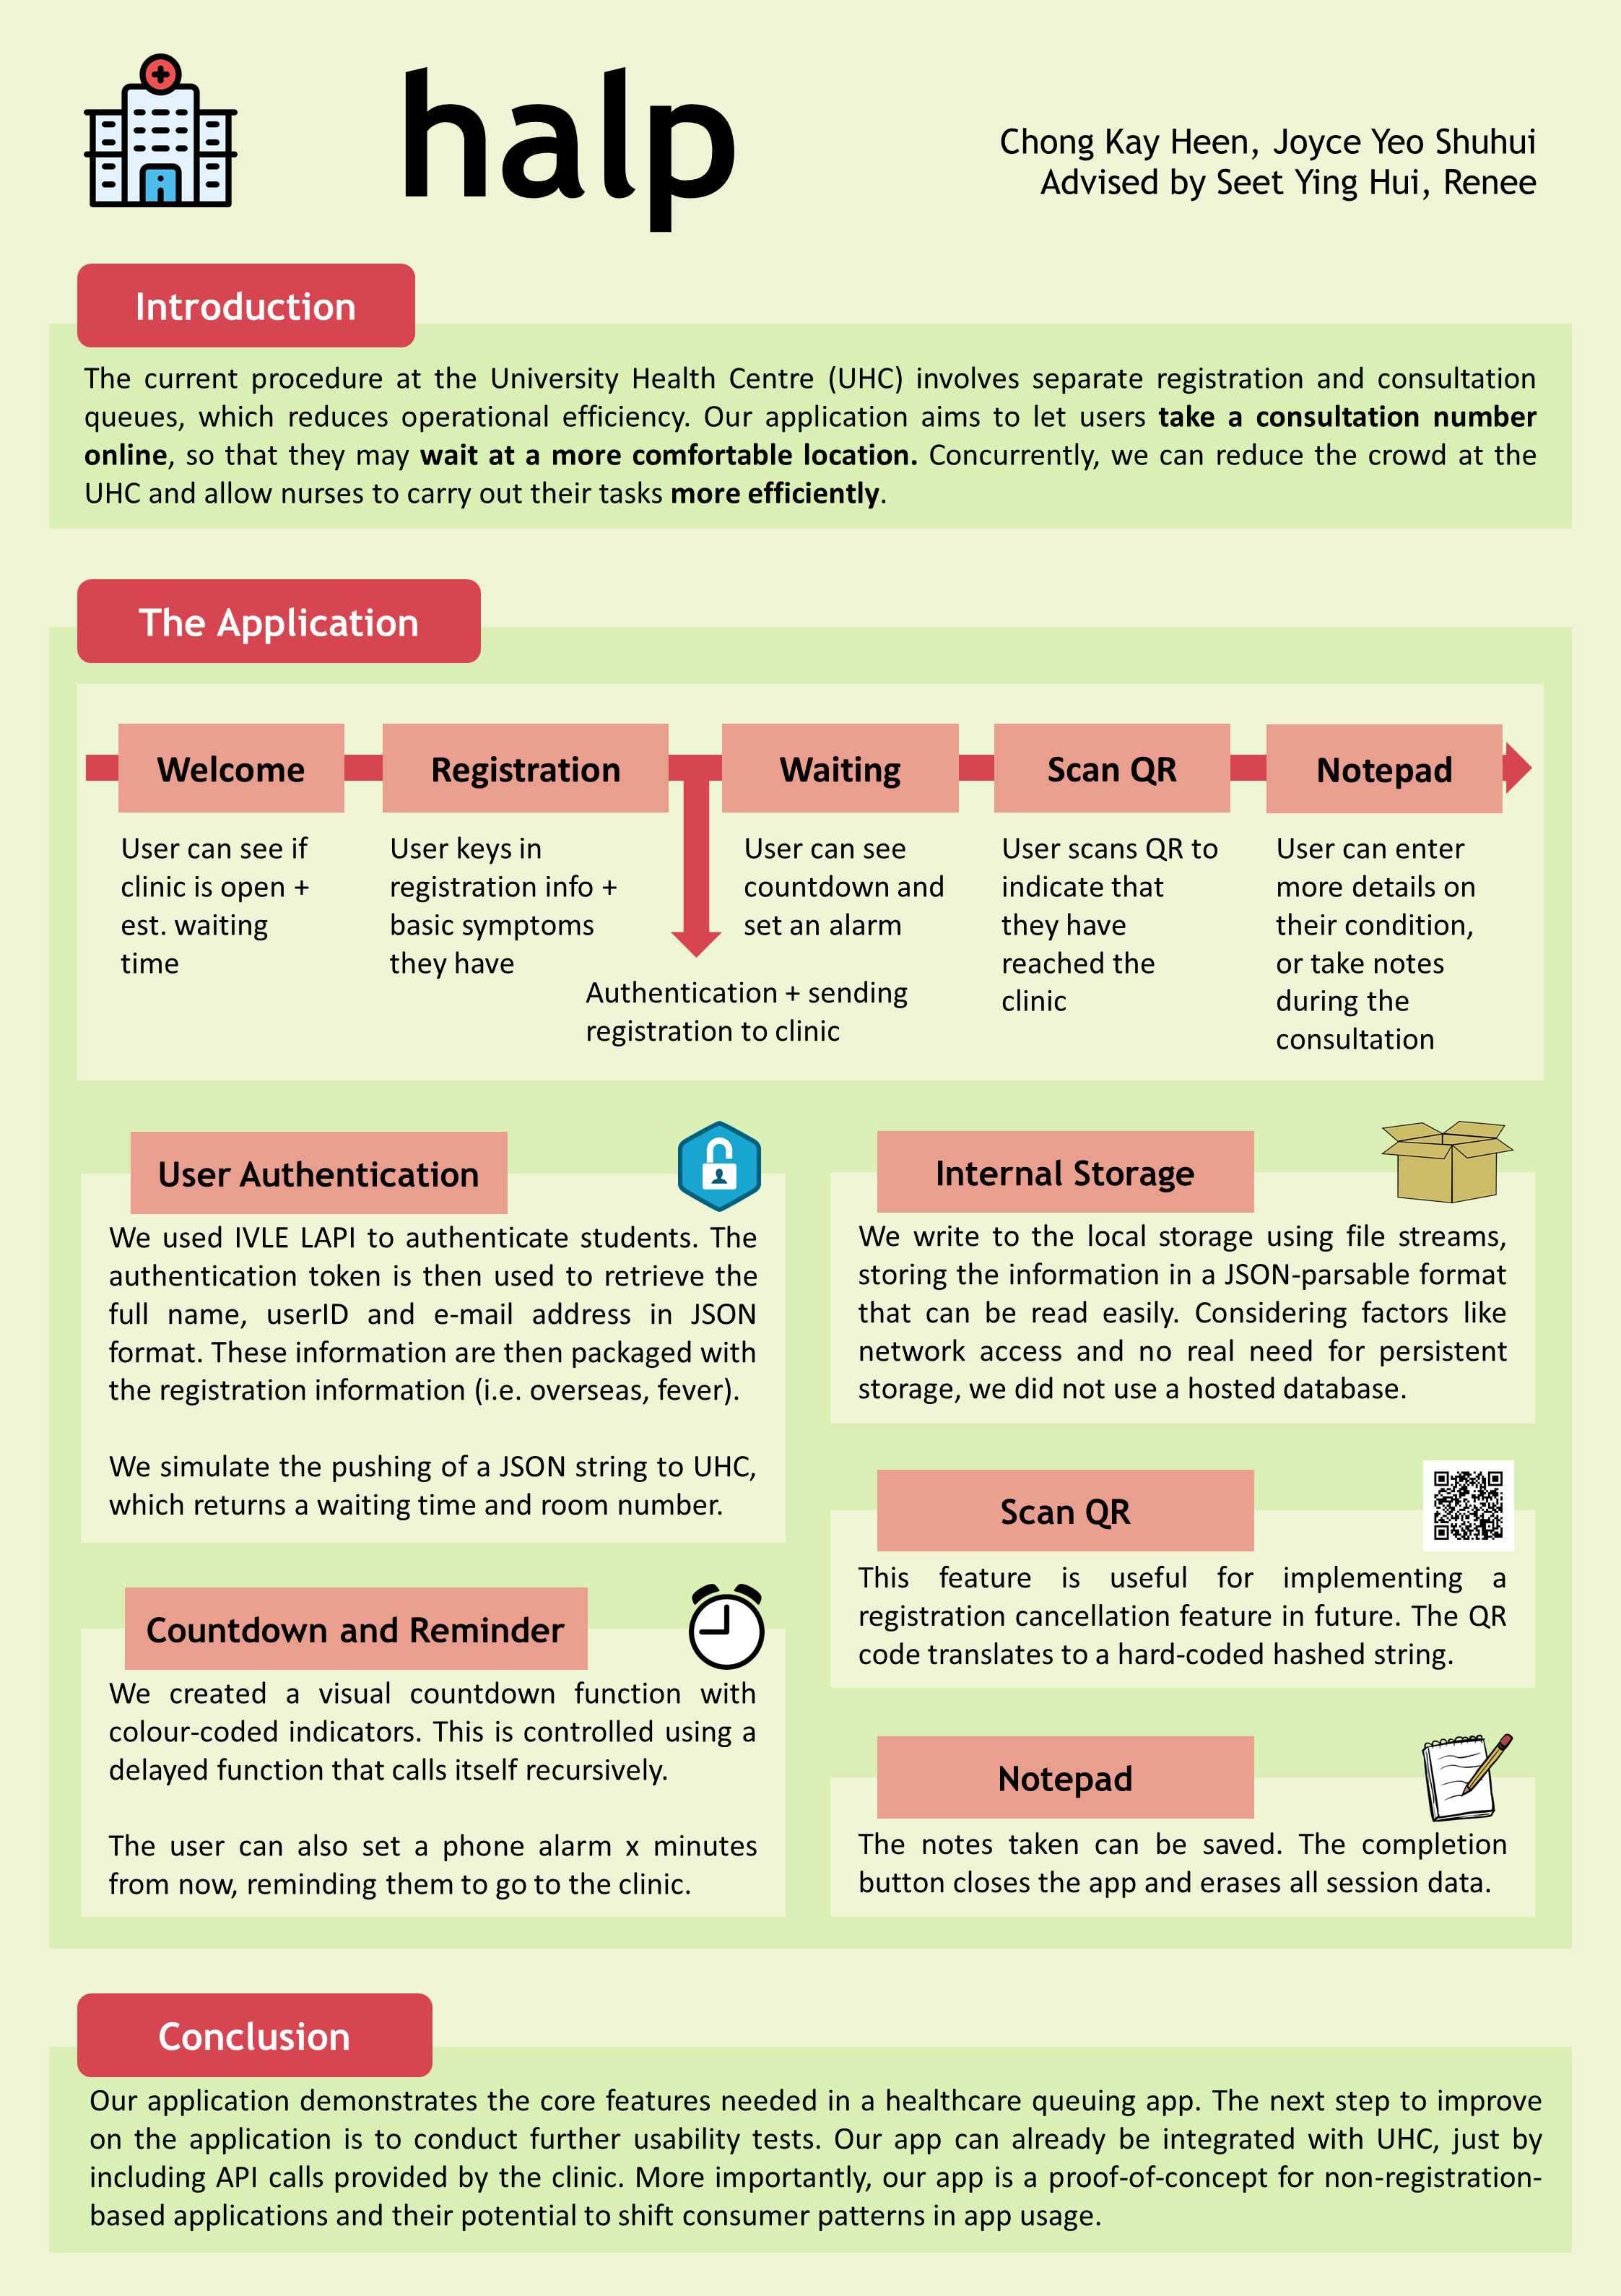 halp
Chong Kay Heen, Joyce Yeo Shuhui
Advised by Seet Ying Hui, Renee
Introduction
The current procedure at the University Health Centre (UHC) involves separate registration and consultation
queues, which reduces operational efficiency. Our application aims to let users take a consultation number
online, so that they may wait at a more comfortable location. Concurrently, we can reduce the crowd at the
UHC and allow nurses to carry out their tasks more efficiently.
The Application
Welcome
User can see if
clinic is open +
est. waiting
time
Registration
User keys in
registration info +
basic symptoms
they have
Authentication + sending
registration to clinic
Waiting
User can see
countdown and
set an alarm
Scan QR
User scans QR to
indicate that
they have
reached the
clinic
Notepad
User can enter
more details on
their condition,
or take notes
during the
consultation
User Authentication
We used IVLE LAPI to authenticate students. The
authentication token is then used to retrieve the
full name, userID and e-mail address in JSON
format. These information are then packaged with
the registration information (i.e. overseas, fever).
We simulate the pushing of a JSON string to UHC,
which returns a waiting time and room number.
Countdown and Reminder
We created a visual countdown function with
colour-coded indicators. This is controlled using a
delayed function that calls itself recursively.
The user can also set a phone alarm x minutes
from now, reminding them to go to the clinic.
Internal Storage
We write to the local storage using file streams,
storing the information in a JSON-parsable format
that can be read easily. Considering factors like
network access and no real need for persistent
storage, we did not use a hosted database.
Scan QR
This feature is useful for implementing a
registration cancellation feature in future. The QR
code translates to a hard-coded hashed string.
Notepad
The notes taken can be saved. The completion
button closes the app and erases all session data.
Conclusion
Our application demonstrates the core features needed in a healthcare queuing app. The next step to improve
on the application is to conduct further usability tests. Our app can already be integrated with UHC, just by
including API calls provided by the clinic. More importantly, our app is a proof-of-concept for non-registration-
based applications and their potential to shift consumer patterns in app usage.